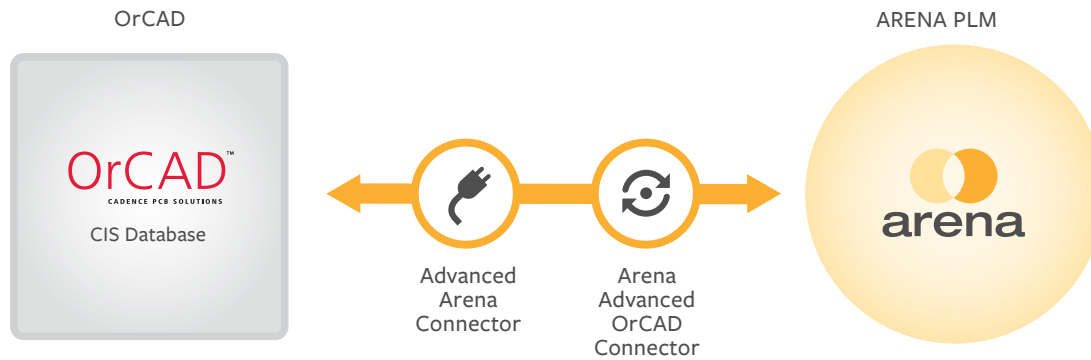 OrCAD
ARENA PLM
OrCAD™
CADENCE PCB SOLUTIONS
CIS Database
arena
Advanced
Arena
Connector
Arena
Advanced
OrCAD
Connector